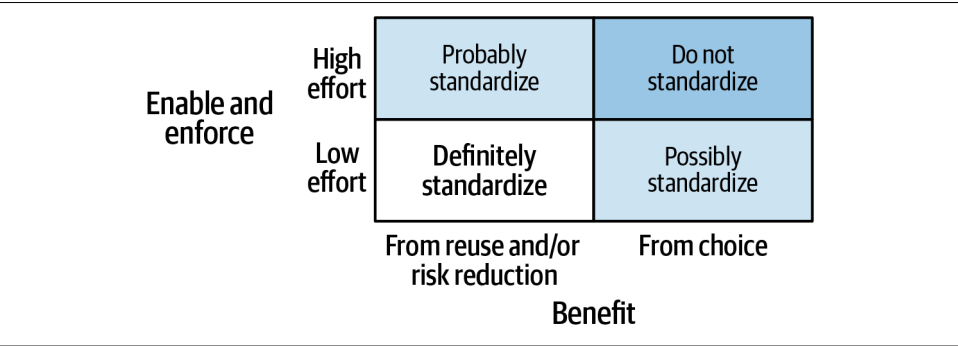 High
effort
Probably
standardize
Do not
standardize
Enable and
enforce
Low
effort
Definitely
standardize
Possibly
standardize
From reuse and/or
risk reduction
From choice
Benefit